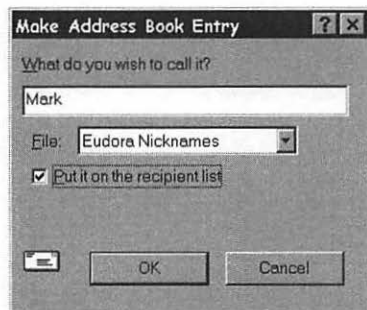 Make Address Book Entry
What do you wish to call it?
Mark
File: Eudora Nicknames
Put it on the recipient list
OK Cancel